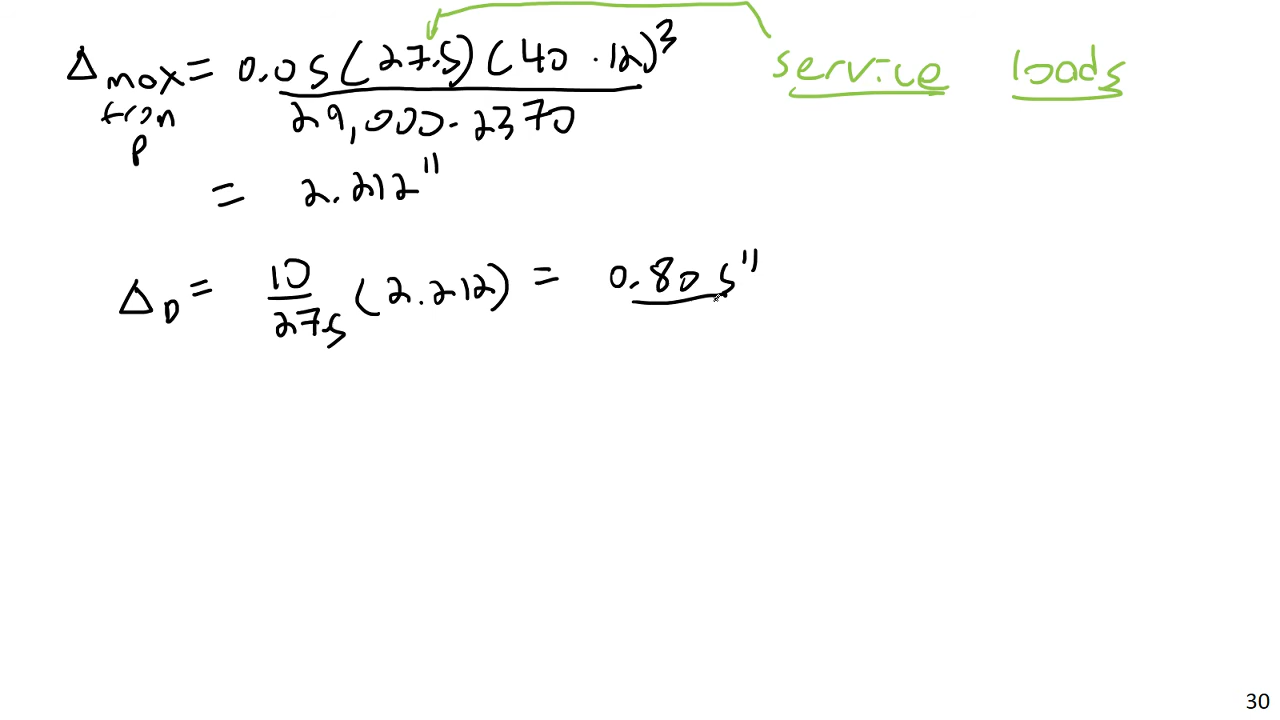 Δmax = 0.05(27.5)(40·12)³ service loads
from 29,000·2370
P
= 2.212"
ΔD = 10/27.5 (2.212) = 0.805"
30